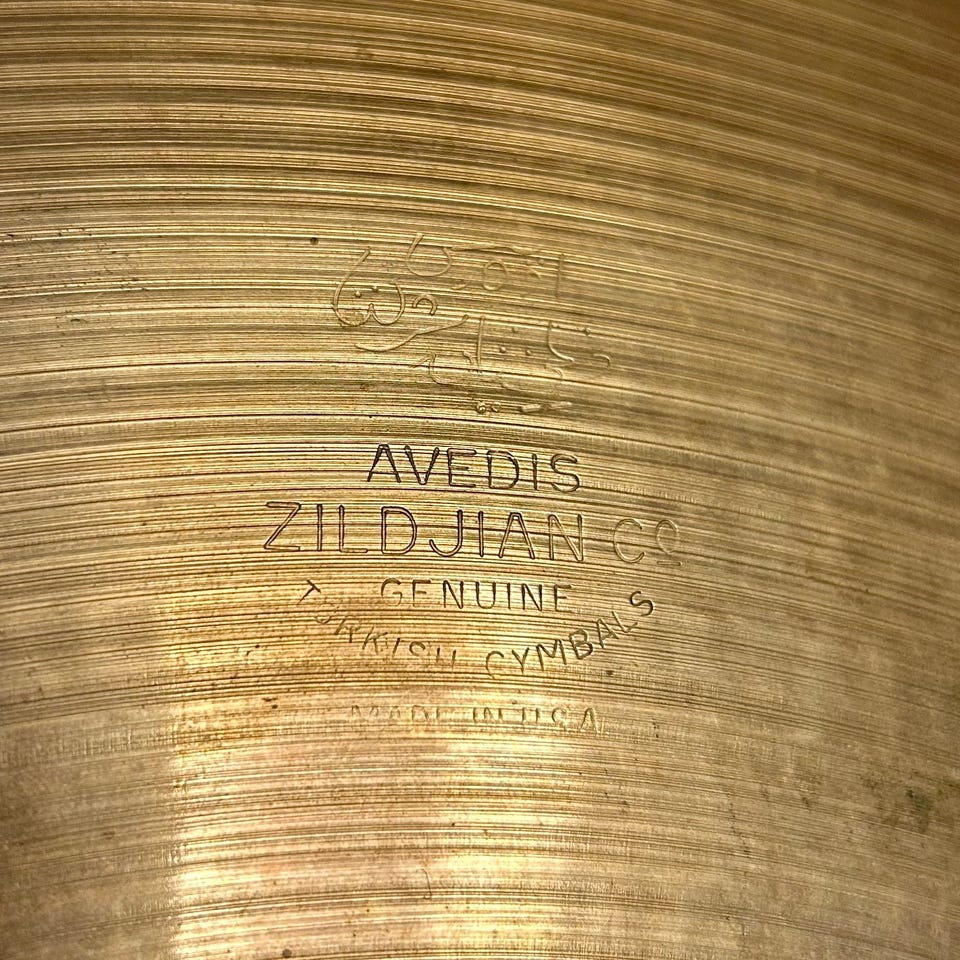 AVEDIS
ZILDJIAN Cº
GENUINE
TURKISH CYMBALS
MADE IN U.S.A.